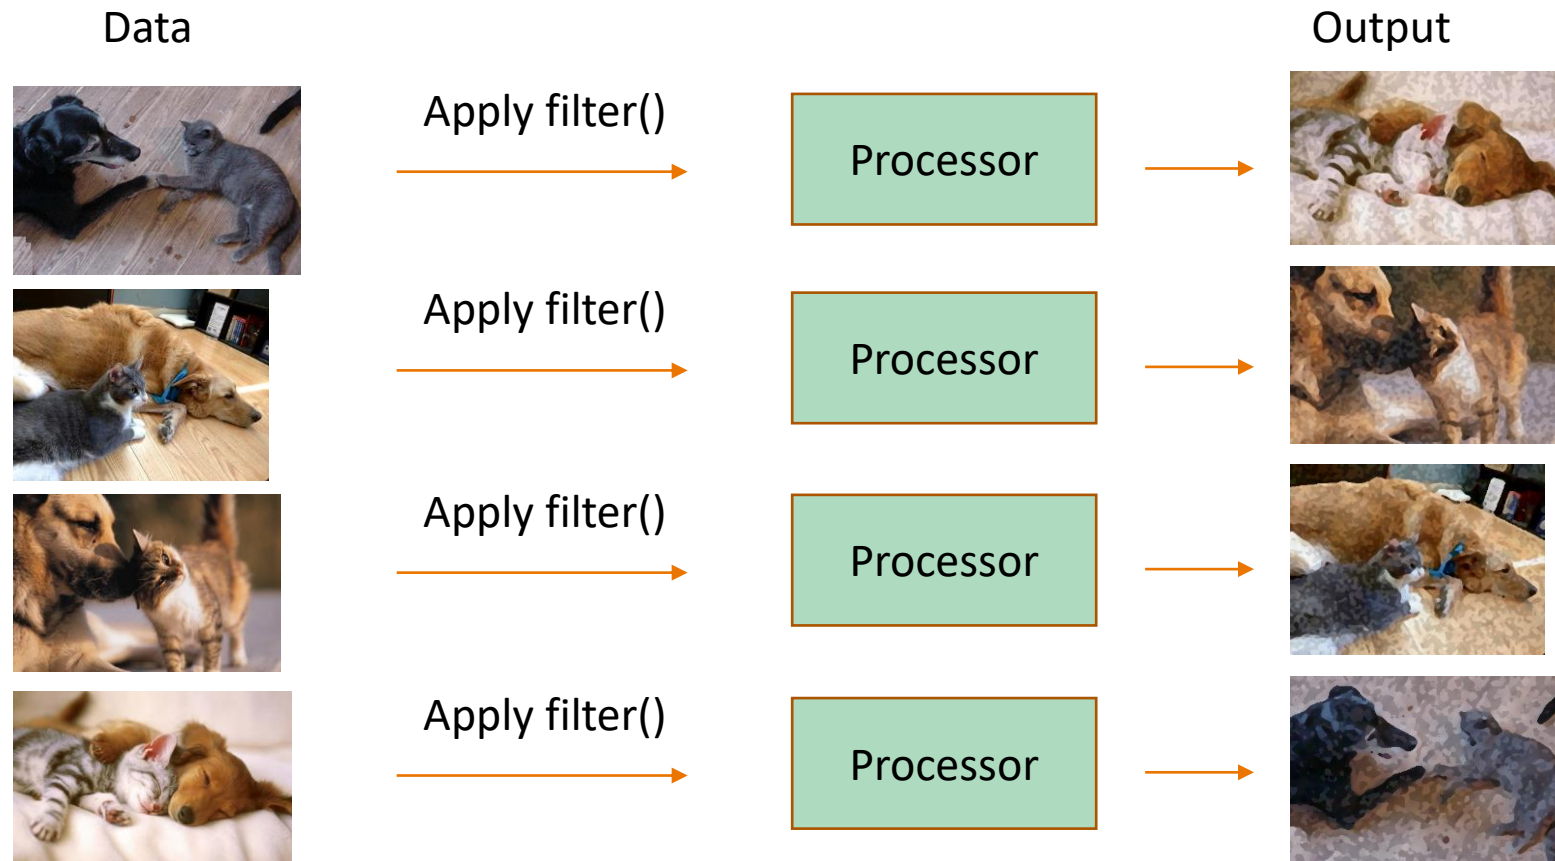 Data
Output
Apply filter()
Processor
Apply filter()
Processor
Apply filter()
Processor
Apply filter()
Processor